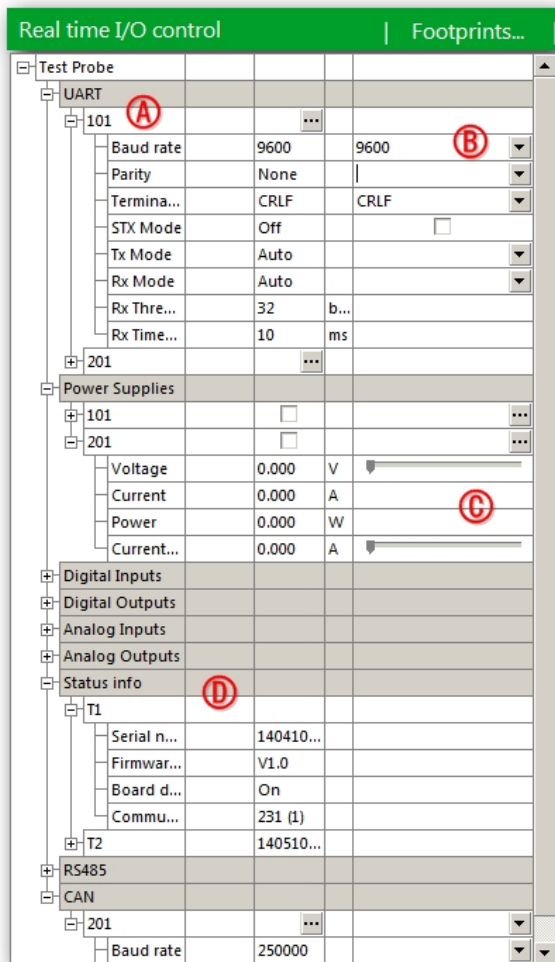 Real time I/O control | Footprints...
Test Probe
UART
101 Ⓐ ...
Baud rate 9600 9600 Ⓑ
Parity None
Termina... CRLF CRLF
STX Mode Off
Tx Mode Auto
Rx Mode Auto
Rx Thre... 32 b...
Rx Time... 10 ms
201 ...
Power Supplies
101 ...
201 ...
Voltage 0.000 V
Current 0.000 A Ⓒ
Power 0.000 W
Current... 0.000 A
Digital Inputs
Digital Outputs
Analog Inputs
Analog Outputs
Status info Ⓓ
T1
Serial n... 140410...
Firmwar... V1.0
Board d... On
Commu... 231 (1)
T2 140510...
RS485
CAN
201 ...
Baud rate 250000